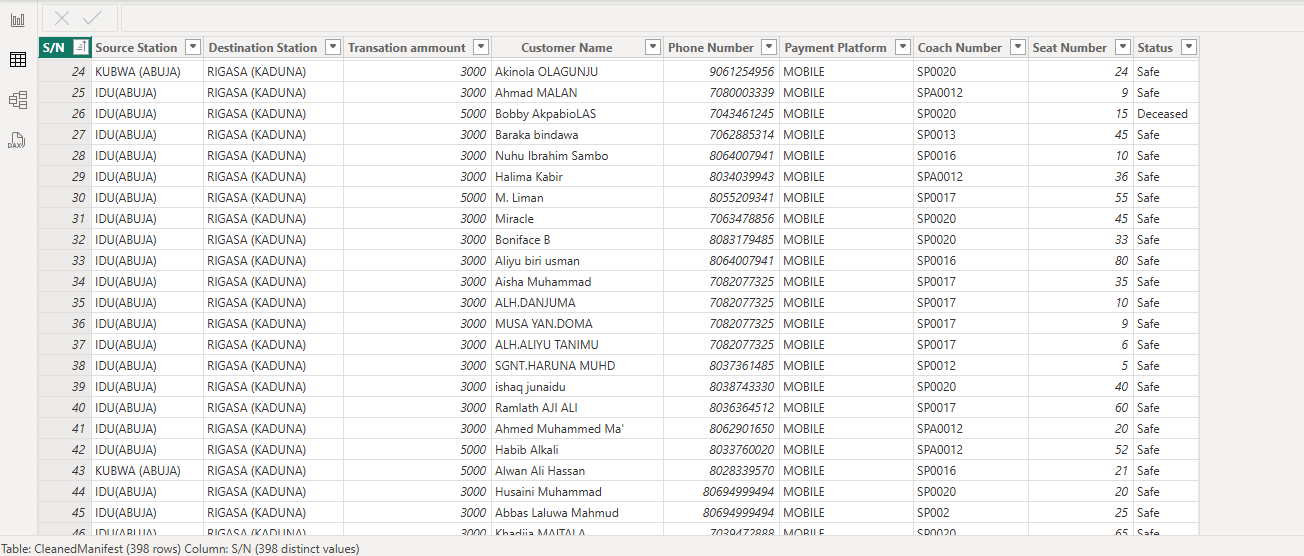 S/N Source Station Destination Station Transation ammount Customer Name Phone Number Payment Platform Coach Number Seat Number Status
24 KUBWA (ABUJA) RIGASA (KADUNA) 3000 Akinola OLAGUNJU 9061254956 MOBILE SP0020 24 Safe
25 IDU(ABUJA) RIGASA (KADUNA) 3000 Ahmad MALAN 7080003339 MOBILE SPA0012 9 Safe
26 IDU(ABUJA) RIGASA (KADUNA) 5000 Bobby AkpabioLAS 7043461245 MOBILE SP0020 15 Deceased
27 IDU(ABUJA) RIGASA (KADUNA) 3000 Baraka bindawa 7062885314 MOBILE SP0013 45 Safe
28 IDU(ABUJA) RIGASA (KADUNA) 3000 Nuhu Ibrahim Sambo 8064007941 MOBILE SP0016 10 Safe
29 IDU(ABUJA) RIGASA (KADUNA) 3000 Halima Kabir 8034039943 MOBILE SPA0012 36 Safe
30 IDU(ABUJA) RIGASA (KADUNA) 5000 M. Liman 8055209341 MOBILE SP0017 55 Safe
31 IDU(ABUJA) RIGASA (KADUNA) 3000 Miracle 7063478856 MOBILE SP0020 45 Safe
32 IDU(ABUJA) RIGASA (KADUNA) 3000 Boniface B 8083179485 MOBILE SP0020 33 Safe
33 IDU(ABUJA) RIGASA (KADUNA) 3000 Aliyu biri usman 8064007941 MOBILE SP0016 80 Safe
34 IDU(ABUJA) RIGASA (KADUNA) 3000 Aisha Muhammad 7082077325 MOBILE SP0017 35 Safe
35 IDU(ABUJA) RIGASA (KADUNA) 3000 ALH.DANJUMA 7082077325 MOBILE SP0017 10 Safe
36 IDU(ABUJA) RIGASA (KADUNA) 3000 MUSA YAN.DOMA 7082077325 MOBILE SP0017 9 Safe
37 IDU(ABUJA) RIGASA (KADUNA) 3000 ALH.ALIYU TANIMU 7082077325 MOBILE SP0017 6 Safe
38 IDU(ABUJA) RIGASA (KADUNA) 3000 SGNT.HARUNA MUHD 8037361485 MOBILE SP0012 5 Safe
39 IDU(ABUJA) RIGASA (KADUNA) 3000 ishaq junaidu 8038743330 MOBILE SP0020 40 Safe
40 IDU(ABUJA) RIGASA (KADUNA) 3000 Ramlath AJI ALI 8036364512 MOBILE SP0017 60 Safe
41 IDU(ABUJA) RIGASA (KADUNA) 3000 Ahmed Muhammed Ma' 8062901650 MOBILE SPA0012 20 Safe
42 IDU(ABUJA) RIGASA (KADUNA) 5000 Habib Alkali 8033760020 MOBILE SPA0012 52 Safe
43 KUBWA (ABUJA) RIGASA (KADUNA) 5000 Alwan Ali Hassan 8028339570 MOBILE SP0016 21 Safe
44 IDU(ABUJA) RIGASA (KADUNA) 3000 Husaini Muhammad 80694999494 MOBILE SP0020 20 Safe
45 IDU(ABUJA) RIGASA (KADUNA) 3000 Abbas Laluwa Mahmud 80694999494 MOBILE SP002 25 Safe
46 IDU(ABUJA) RIGASA (KADUNA) 3000 Khadija MAITALA 7039472888 MOBILE SP0020 65 Safe
DAX
Table: CleanedManifest (398 rows) Column: S/N (398 distinct values)